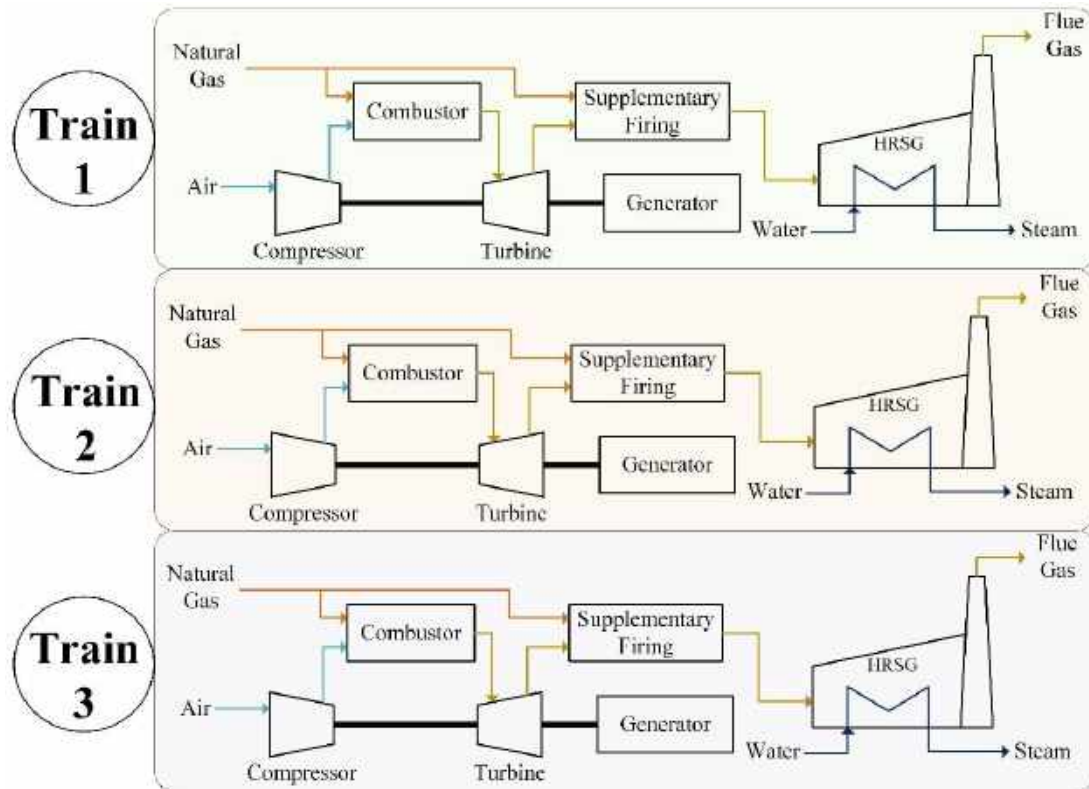 Train
1
Natural
Gas
Combustor
Supplementary
Firing
HRSG
Flue
Gas
Air
Compressor
Turbine
Generator
Water
Steam
Train
2
Natural
Gas
Combustor
Supplementary
Firing
HRSG
Flue
Gas
Air
Compressor
Turbine
Generator
Water
Steam
Train
3
Natural
Gas
Combustor
Supplementary
Firing
HRSG
Flue
Gas
Air
Compressor
Turbine
Generator
Water
Steam